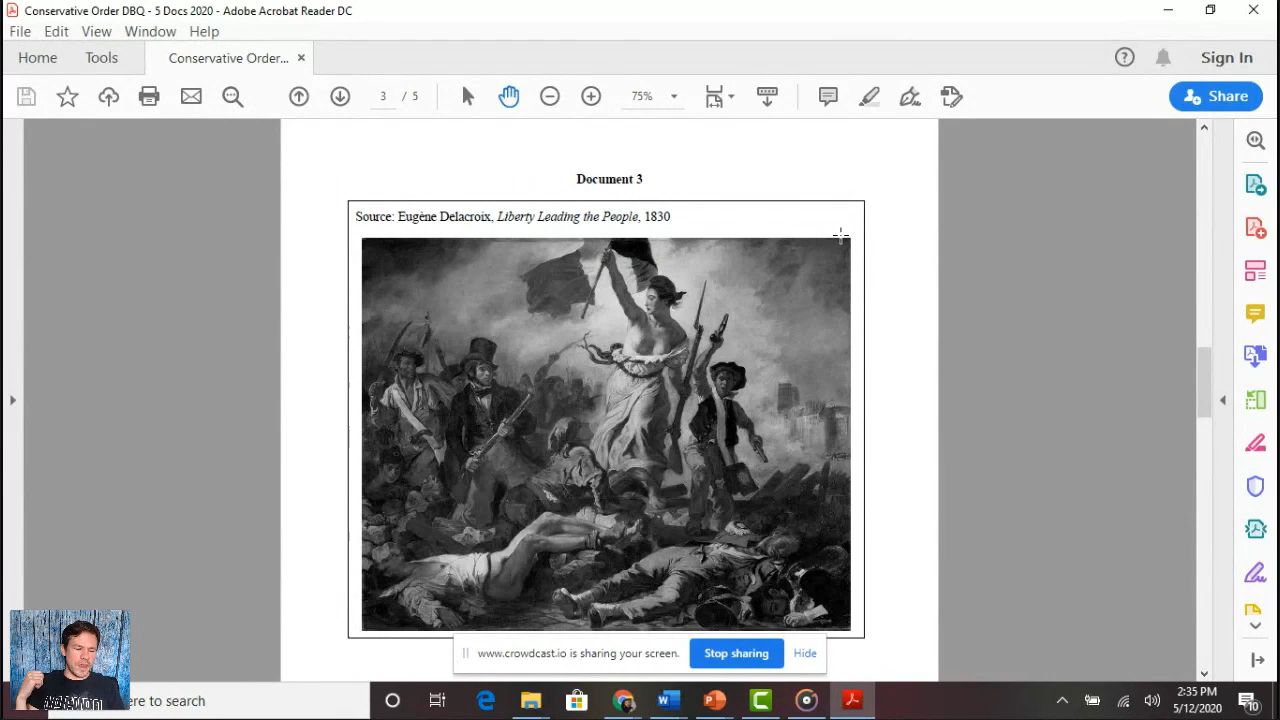 Conservative Order DBQ - 5 Docs 2020 - Adobe Acrobat Reader DC
File Edit View Window Help
Home Tools Conservative Order... Sign In
3 / 5 75% Share
Document 3
Source: Eugène Delacroix, Liberty Leading the People, 1830
www.crowdcast.io is sharing your screen. Stop sharing Hide
ere to search
2:35 PM
5/12/2020
10